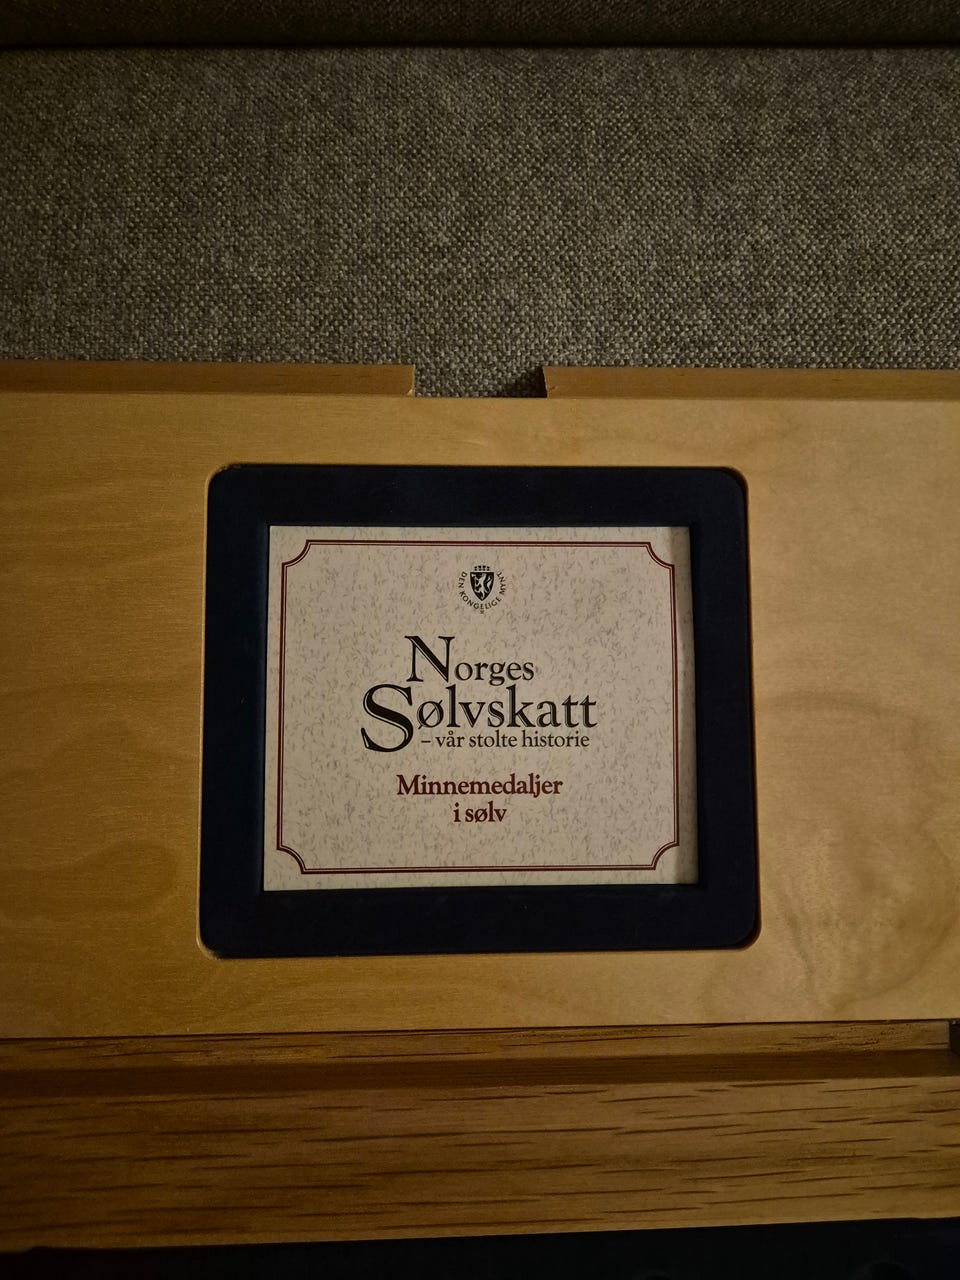 DEN KONGELIGE MYNT
Norges
Sølvskatt
– vår stolte historie
Minnemedaljer
i sølv